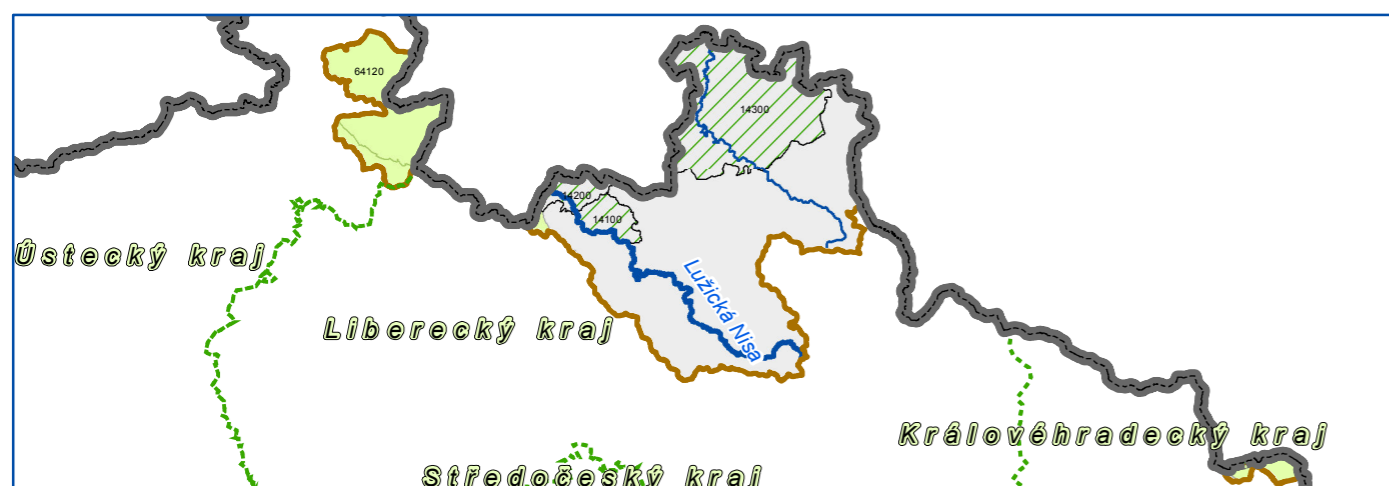 64120
14300
14200
14100
Ústecký kraj
Lužická Nisa
Liberecký kraj
Královéhradecký kraj
Středočeský kraj